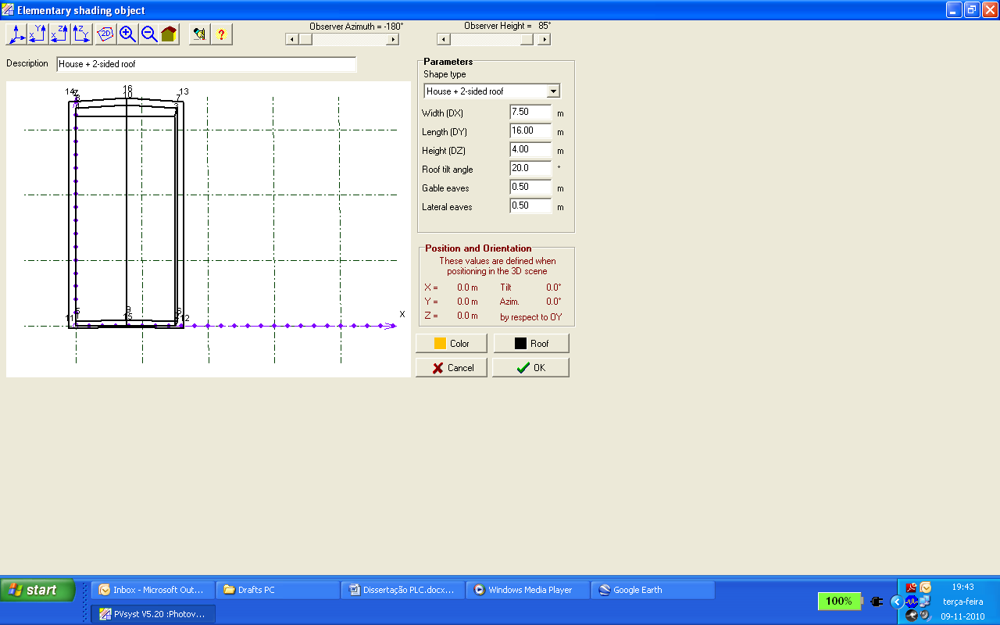 Elementary shading object
Observer Azimuth = -180°
Observer Height = 85°
Description House + 2-sided roof
Parameters
Shape type
House + 2-sided roof
Width (DX) 7.50 m
Length (DY) 16.00 m
Height (DZ) 4.00 m
Roof tilt angle 20.0 °
Gable eaves 0.50 m
Lateral eaves 0.50 m
Position and Orientation
These values are defined when
positioning in the 3D scene
X = 0.0 m Tilt 0.0°
Y = 0.0 m Azim. 0.0°
Z = 0.0 m by respect to OY
Color Roof
Cancel OK
16
14 10 7 13
3
9
15
11 12
X
start
Inbox - Microsoft Out...
Drafts PC
Dissertação PLC.docx...
Windows Media Player
Google Earth
PVsyst V5.20 :Photov...
100%
19:43
terça-feira
09-11-2010